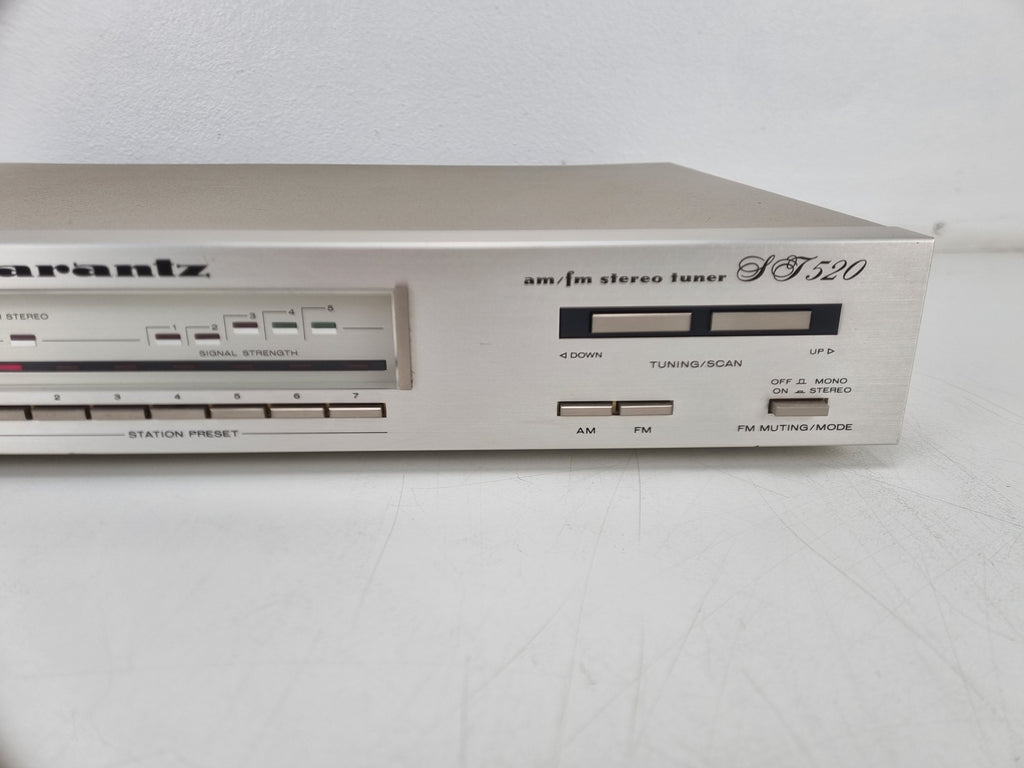 arantz
am/fm stereo tuner ST520
STEREO
1 2 3 4 5
SIGNAL STRENGTH
◁ DOWN
UP ▷
TUNING/SCAN
OFF MONO
ON STEREO
2 3 4 5 6 7
STATION PRESET
AM FM
FM MUTING/MODE